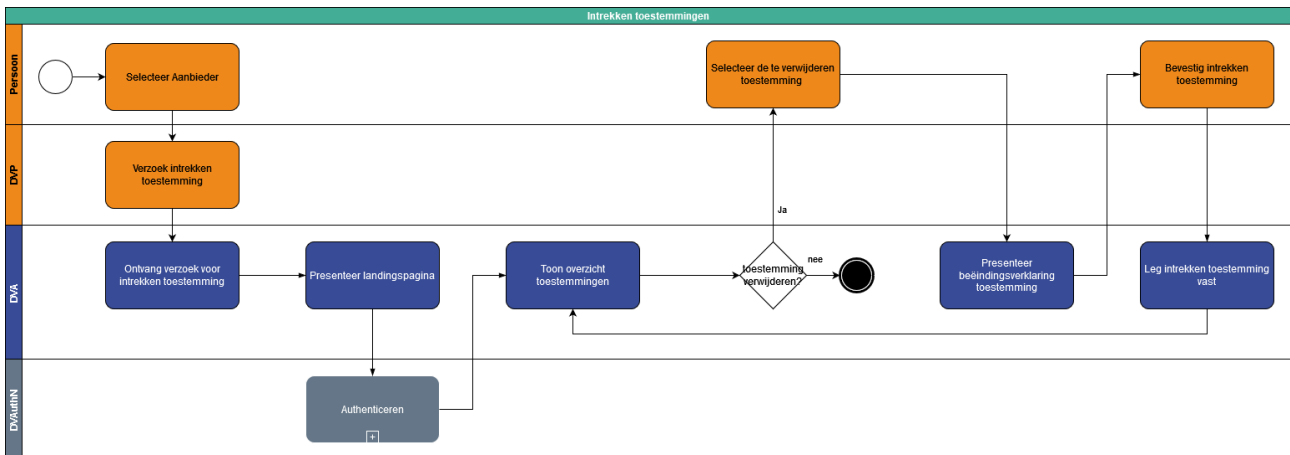 Intrekken toestemmingen
Persoon
Selecteer Aanbieder
Selecteer de te verwijderen
toestemming
Bevestig intrekken
toestemming
DVP
Verzoek intrekken
toestemming
Ja
DVA
Ontvang verzoek voor
intrekken toestemming
Presenteer landingspagina
Toon overzicht
toestemmingen
toestemming
verwijderen?
nee
Presenteer
beëindingsverklaring
toestemming
Leg intrekken toestemming
vast
DVAuthN
Authenticeren